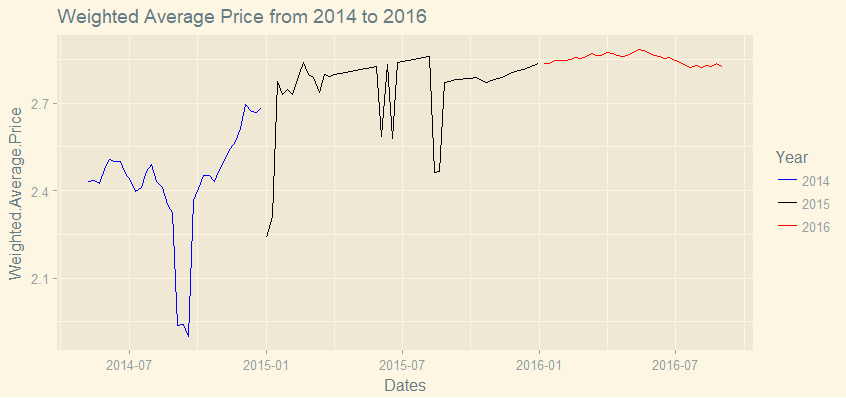 Weighted Average Price from 2014 to 2016
Weighted.Average.Price
2.7
2.4
2.1
2014-07
2015-01
2015-07
2016-01
2016-07
Dates
Year
2014
2015
2016